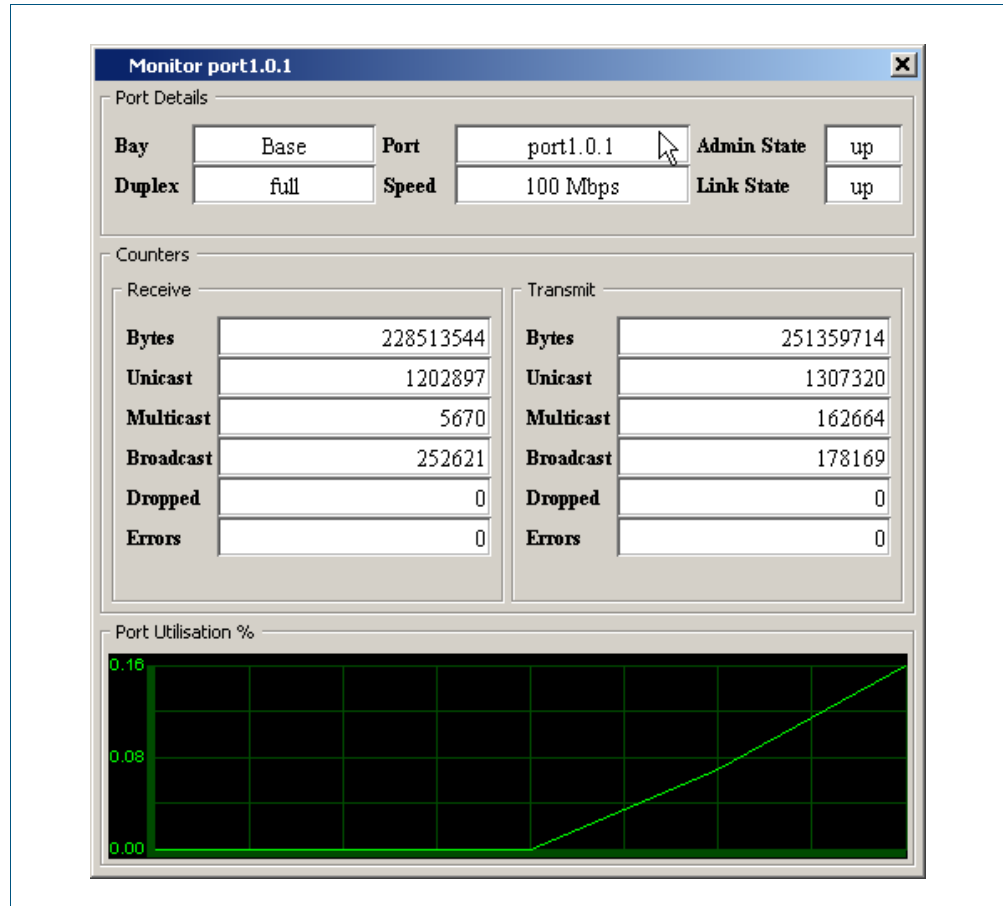 Monitor port1.0.1
Port Details
Bay Base Port port1.0.1 Admin State up
Duplex full Speed 100 Mbps Link State up
Counters
Receive
Bytes 228513544
Unicast 1202897
Multicast 5670
Broadcast 252621
Dropped 0
Errors 0
Transmit
Bytes 251359714
Unicast 1307320
Multicast 162664
Broadcast 178169
Dropped 0
Errors 0
Port Utilisation %
0.16
0.08
0.00